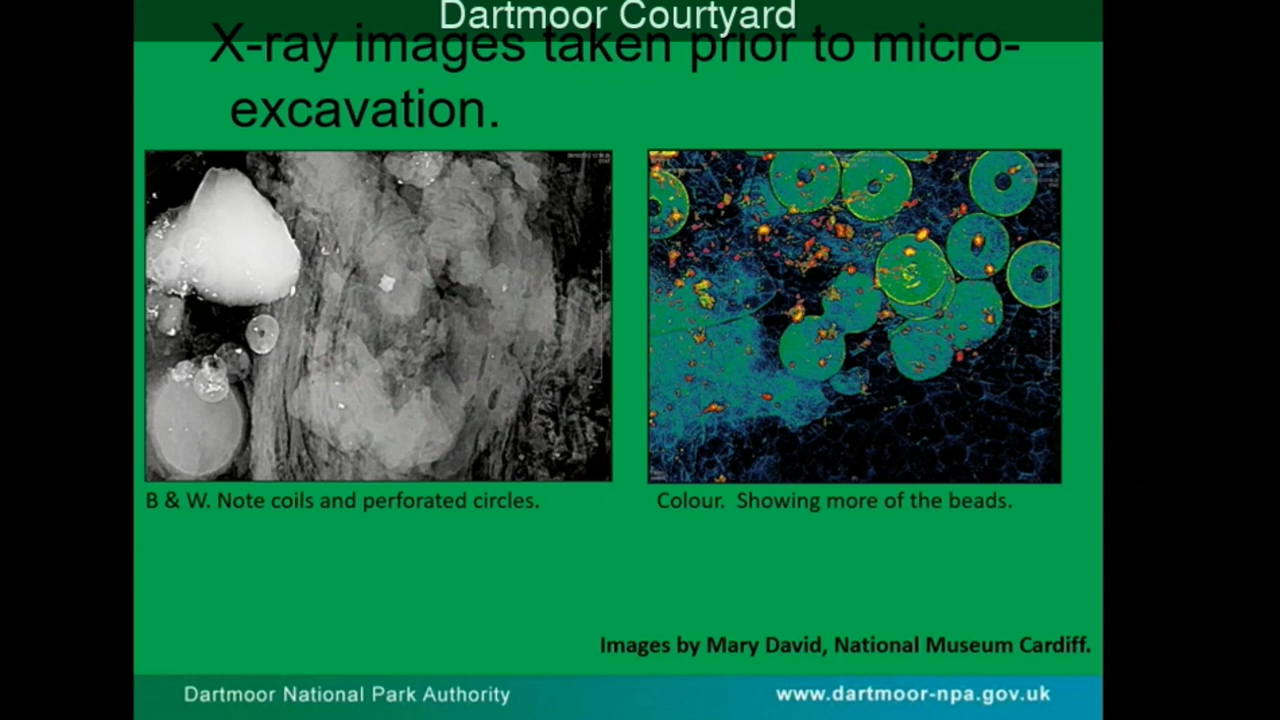 Dartmoor Courtyard
X-ray images taken prior to micro-
excavation.
B & W. Note coils and perforated circles.
Colour.  Showing more of the beads.
Images by Mary David, National Museum Cardiff.
Dartmoor National Park Authority
www.dartmoor-npa.gov.uk